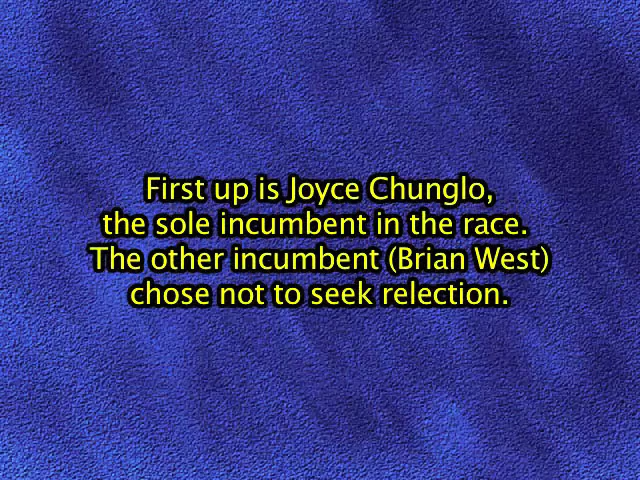 First up is Joyce Chunglo,
the sole incumbent in the race.
The other incumbent (Brian West)
chose not to seek relection.